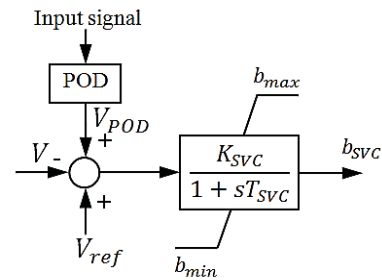 Input signal
POD
V_POD
+
V -
+
V_ref
b_max
K_SVC
1 + sT_SVC
b_min
b_SVC